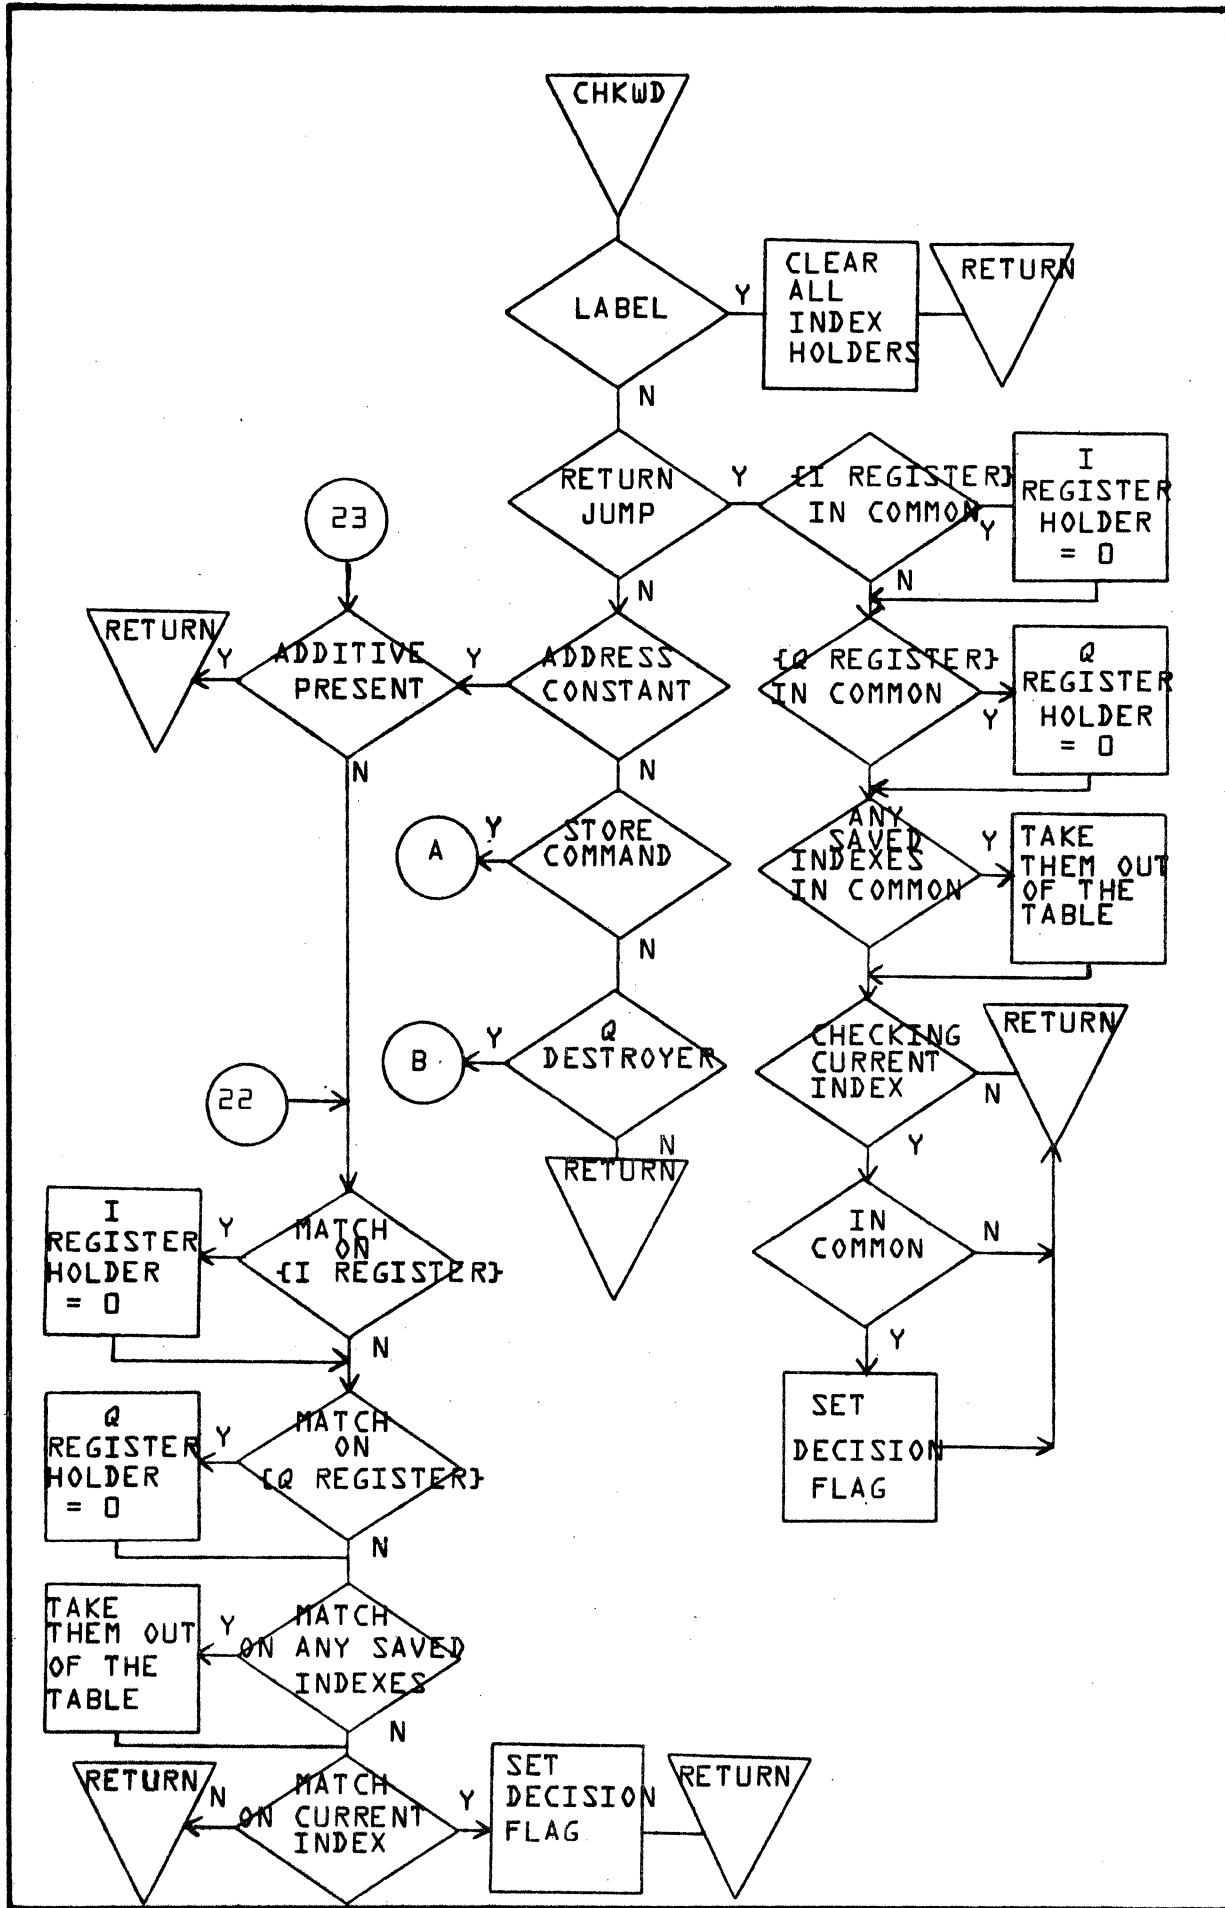 CHKWD
LABEL
Y
CLEAR
ALL
INDEX
HOLDERS
RETURN
N
RETURN
JUMP
Y
{I REGISTER}
IN COMMON
Y
I
REGISTER
HOLDER
= 0
N
N
23
RETURN
Y
ADDITIVE
PRESENT
Y
ADDRESS
CONSTANT
{Q REGISTER}
IN COMMON
Y
Q
REGISTER
HOLDER
= 0
N
N
A
Y
STORE
COMMAND
ANY
SAVED
INDEXES
IN COMMON
Y
TAKE
THEM OUT
OF THE
TABLE
N
B
Y
Q
DESTROYER
CHECKING
CURRENT
INDEX
N
RETURN
22
N
RETURN
Y
I
REGISTER
HOLDER
= 0
Y
MATCH
ON
{I REGISTER}
IN
COMMON
N
N
Y
Q
REGISTER
HOLDER
= 0
Y
MATCH
ON
{Q REGISTER}
SET
DECISION
FLAG
N
TAKE
THEM OUT
OF THE
TABLE
Y
MATCH
ON ANY SAVED
INDEXES
N
RETURN
N
MATCH
ON CURRENT
INDEX
Y
SET
DECISION
FLAG
RETURN